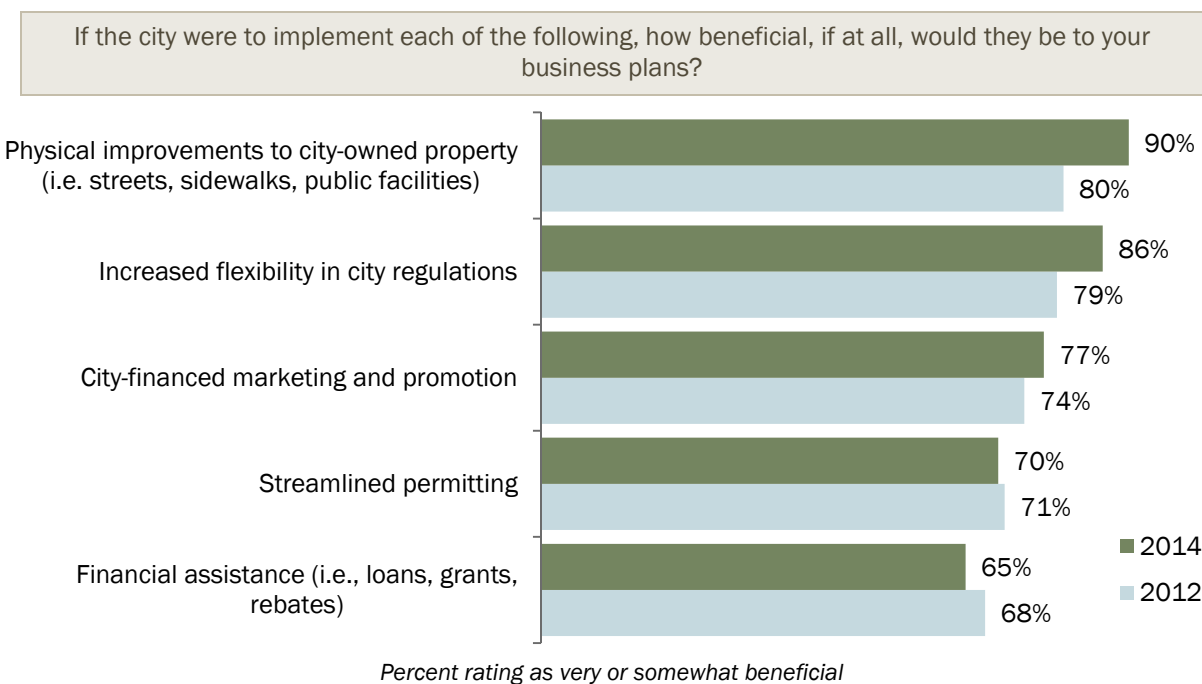 If the city were to implement each of the following, how beneficial, if at all, would they be to your
business plans?
Physical improvements to city-owned property
(i.e. streets, sidewalks, public facilities)
90%
80%
Increased flexibility in city regulations
86%
79%
City-financed marketing and promotion
77%
74%
Streamlined permitting
70%
71%
Financial assistance (i.e., loans, grants,
rebates)
65%
68%
2014
2012
Percent rating as very or somewhat beneficial